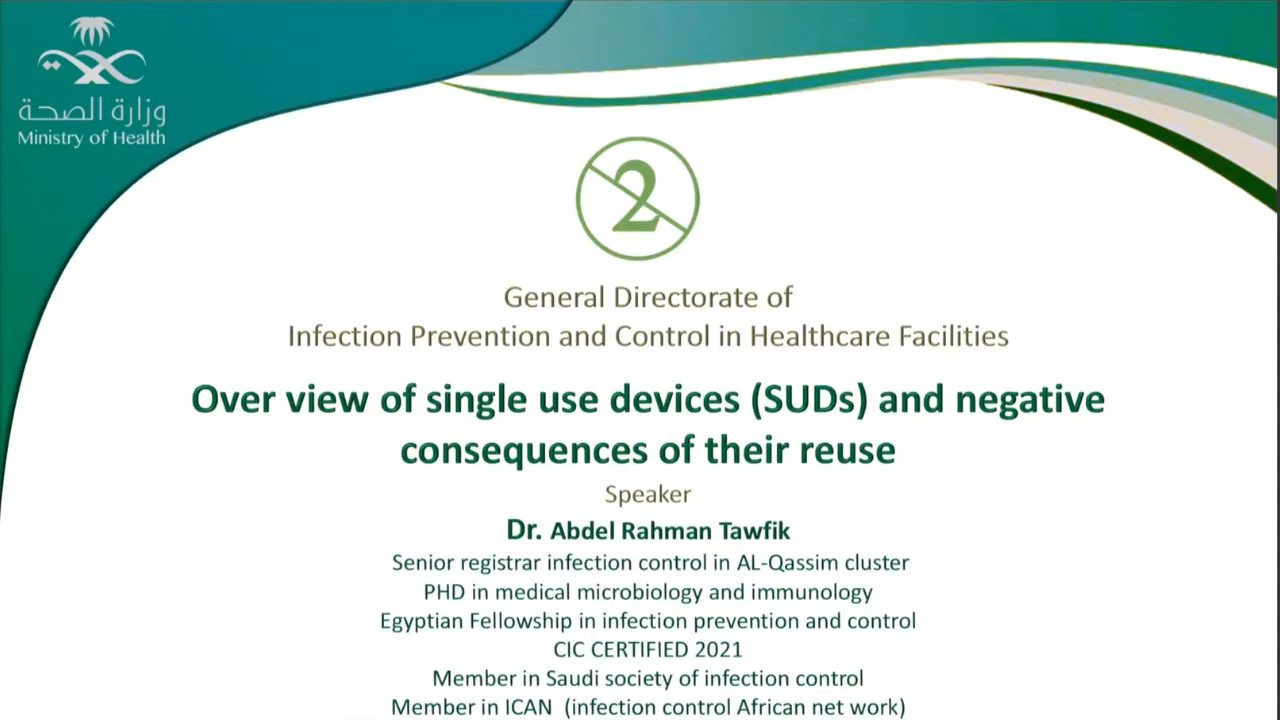 وزارة الصحة
Ministry of Health
2
General Directorate of
Infection Prevention and Control in Healthcare Facilities
Over view of single use devices (SUDs) and negative
consequences of their reuse
Speaker
Dr. Abdel Rahman Tawfik
Senior registrar infection control in AL-Qassim cluster
PHD in medical microbiology and immunology
Egyptian Fellowship in infection prevention and control
CIC CERTIFIED 2021
Member in Saudi society of infection control
Member in ICAN (infection control African net work)